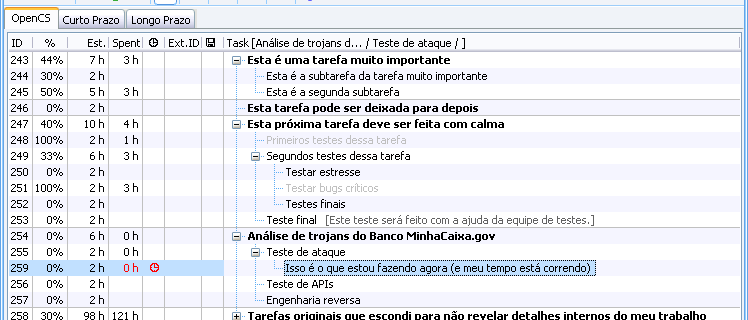 OpenCS Curto Prazo Longo Prazo
ID % Est. Spent Ext.ID Task [Análise de trojans d... / Teste de ataque / ]
243 44% 7 h 3 h Esta é uma tarefa muito importante
244 30% 2 h Esta é a subtarefa da tarefa muito importante
245 50% 5 h 3 h Esta é a segunda subtarefa
246 0% 2 h Esta tarefa pode ser deixada para depois
247 40% 10 h 4 h Esta próxima tarefa deve ser feita com calma
248 100% 2 h 1 h Primeiros testes dessa tarefa
249 33% 6 h 3 h Segundos testes dessa tarefa
250 0% 2 h Testar estresse
251 100% 2 h 3 h Testar bugs críticos
252 0% 2 h Testes finais
253 0% 2 h Teste final [Este teste será feito com a ajuda da equipe de testes.]
254 0% 6 h 0 h Análise de trojans do Banco MinhaCaixa.gov
255 0% 2 h 0 h Teste de ataque
259 0% 2 h 0 h Isso é o que estou fazendo agora (e meu tempo está correndo)
256 0% 2 h Teste de APIs
257 0% 2 h Engenharia reversa
258 30% 98 h 121 h Tarefas originais que escondi para não revelar detalhes internos do meu trabalho